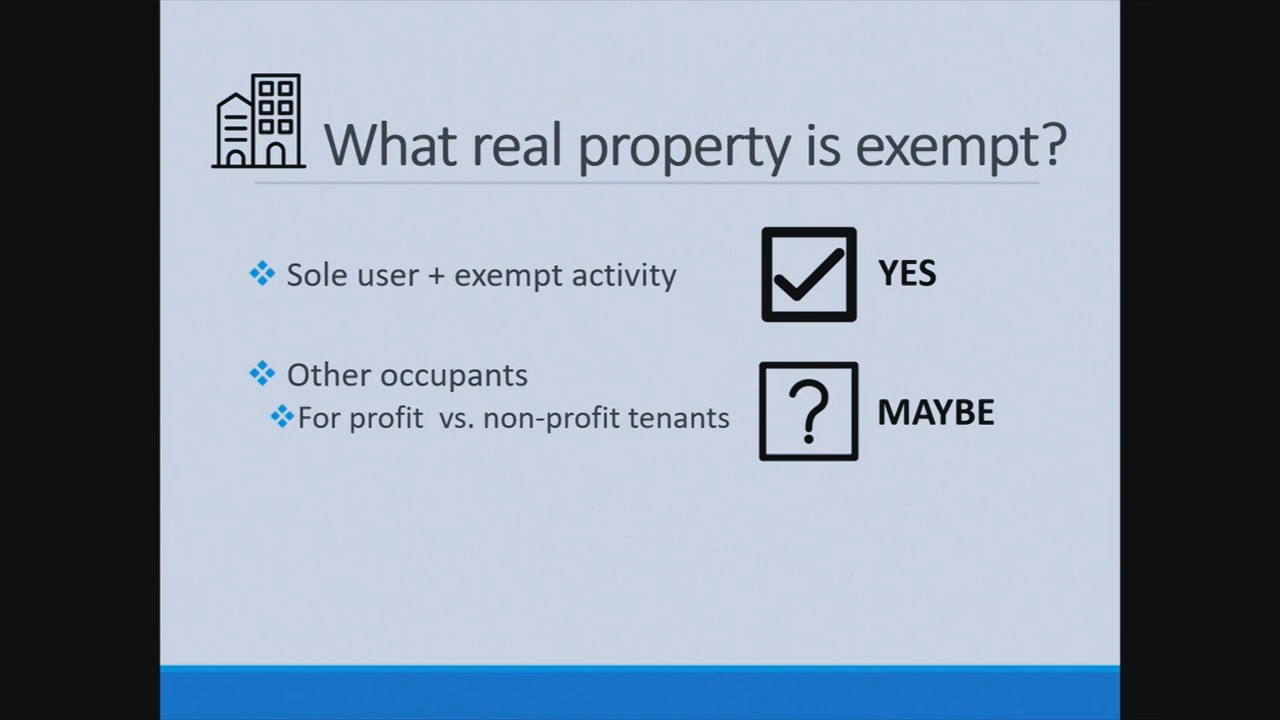 What real property is exempt?
Sole user + exempt activity
YES
Other occupants
For profit vs. non-profit tenants
?
MAYBE